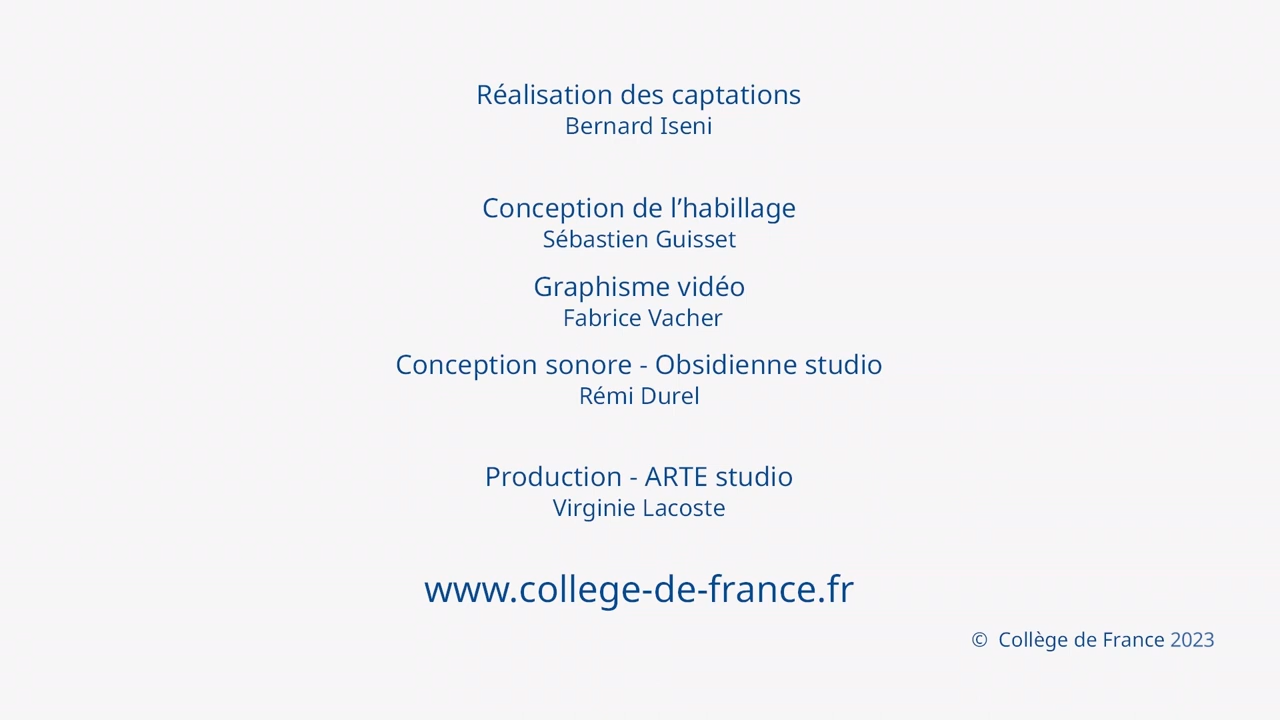 Réalisation des captations
Bernard Iseni
Conception de l’habillage
Sébastien Guisset
Graphisme vidéo
Fabrice Vacher
Conception sonore - Obsidienne studio
Rémi Durel
Production - ARTE studio
Virginie Lacoste
www.college-de-france.fr
© Collège de France 2023